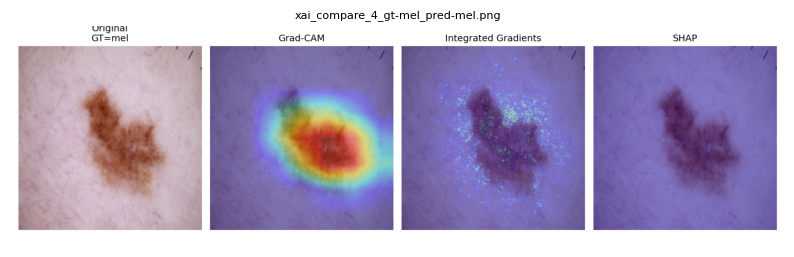 xai_compare_4_gt-mel_pred-mel.png
Original
GT=mel
Grad-CAM
Integrated Gradients
SHAP